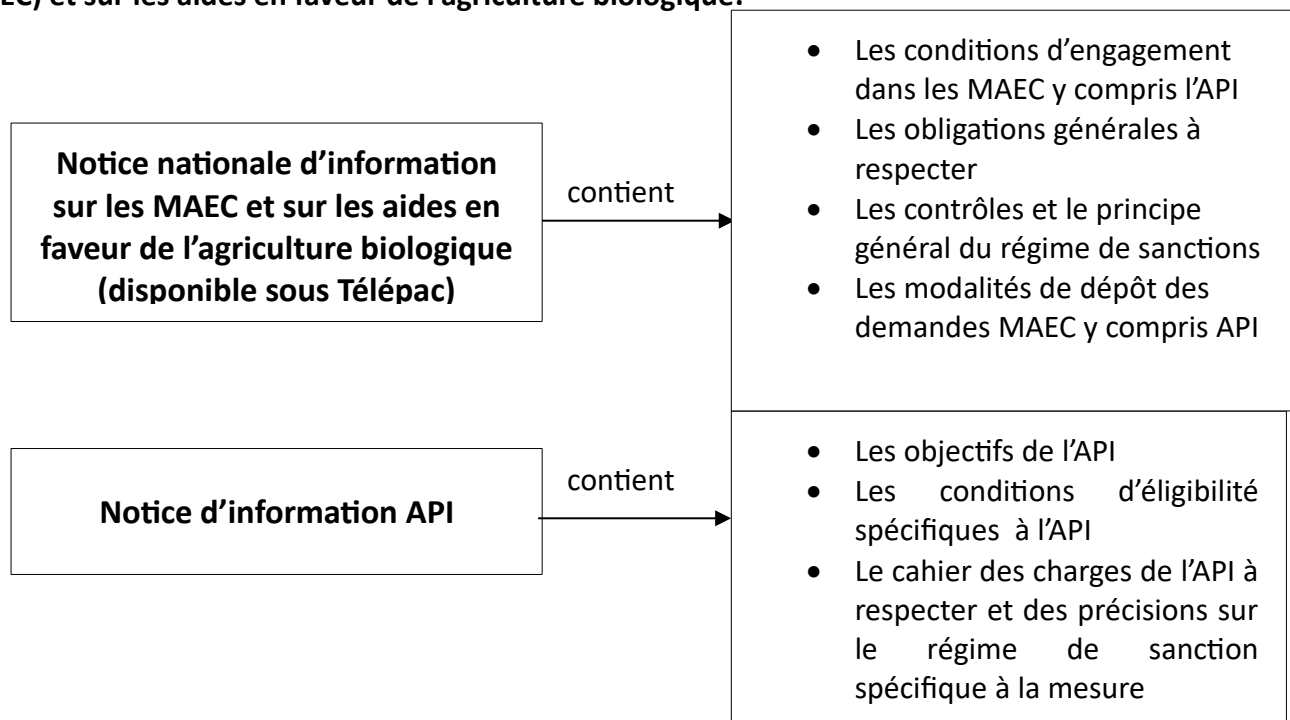 EC) et sur les aides en faveur de l'agriculture biologique.
Notice nationale d'information
sur les MAEC et sur les aides en
faveur de l'agriculture biologique
(disponible sous Télépac)
contient
• Les conditions d'engagement
dans les MAEC y compris l'API
• Les obligations générales à
respecter
• Les contrôles et le principe
général du régime de sanctions
• Les modalités de dépôt des
demandes MAEC y compris API
Notice d'information API
contient
• Les objectifs de l'API
• Les conditions d'éligibilité
spécifiques à l'API
• Le cahier des charges de l'API à
respecter et des précisions sur
le régime de sanction
spécifique à la mesure